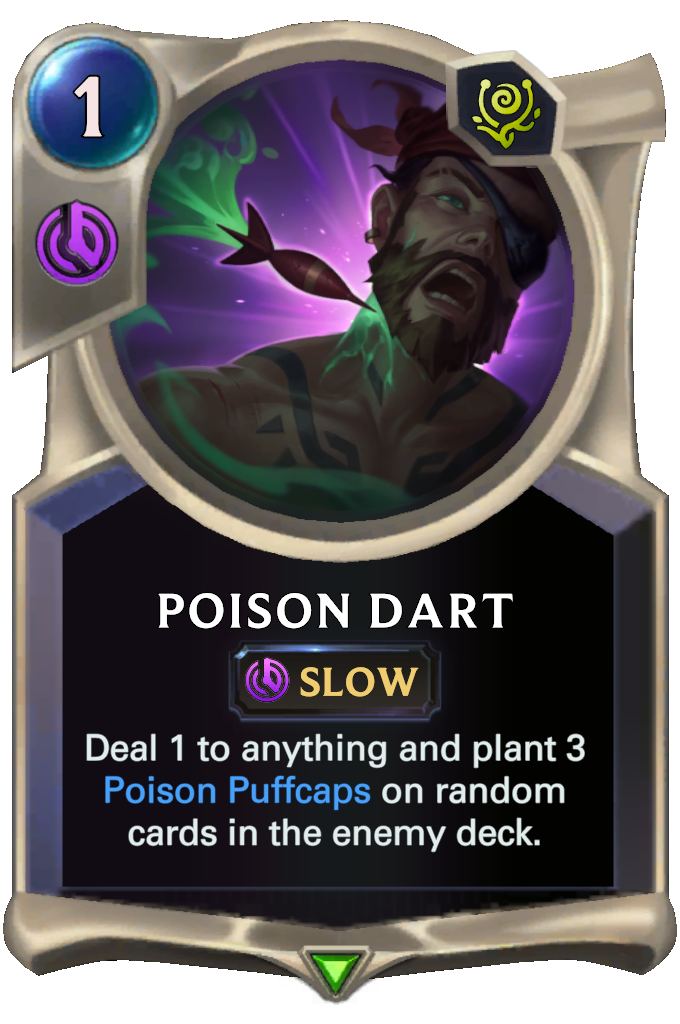 1
POISON DART
SLOW
Deal 1 to anything and plant 3
Poison Puffcaps on random
cards in the enemy deck.